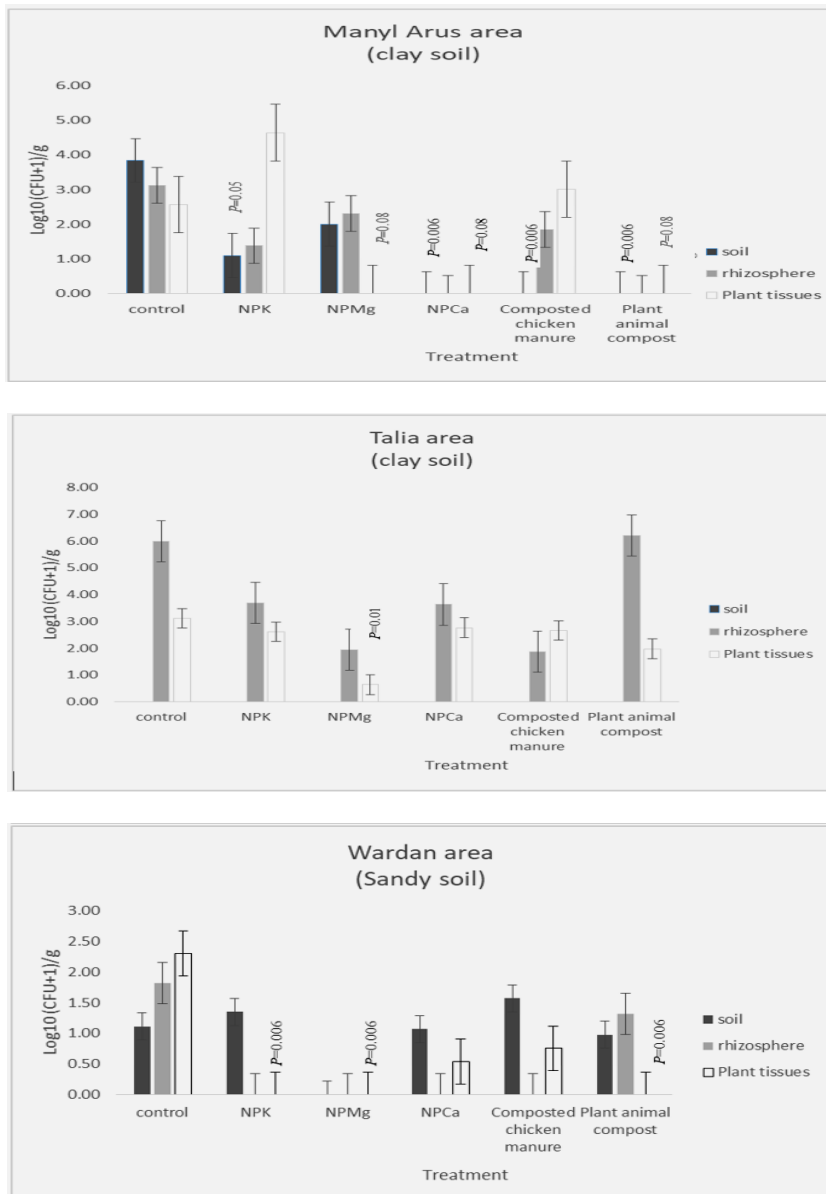 Manyl Arus area
(clay soil)
Log10 (CFU+1)/g
6.00
5.00
4.00
3.00
2.00
1.00
0.00
P=0.05
P=0.08
P=0.006
P=0.08
P=0.006
P=0.006
P=0.08
control
NPK
NPMg
NPCa
Composted chicken manure
Plant animal compost
Treatment
soil
rhizosphere
Plant tissues
Talia area
(clay soil)
Log10 (CFU+1)/g
8.00
7.00
6.00
5.00
4.00
3.00
2.00
1.00
0.00
P=0.01
control
NPK
NPMg
NPCa
Composted chicken manure
Plant animal compost
Treatment
soil
rhizosphere
Plant tissues
Wardan area
(Sandy soil)
Log10 (CFU+1)/g
3.00
2.50
2.00
1.50
1.00
0.50
0.00
P=0.006
P=0.006
P=0.006
control
NPK
NPMg
NPCa
Composted chicken manure
Plant animal compost
Treatment
soil
rhizosphere
Plant tissues